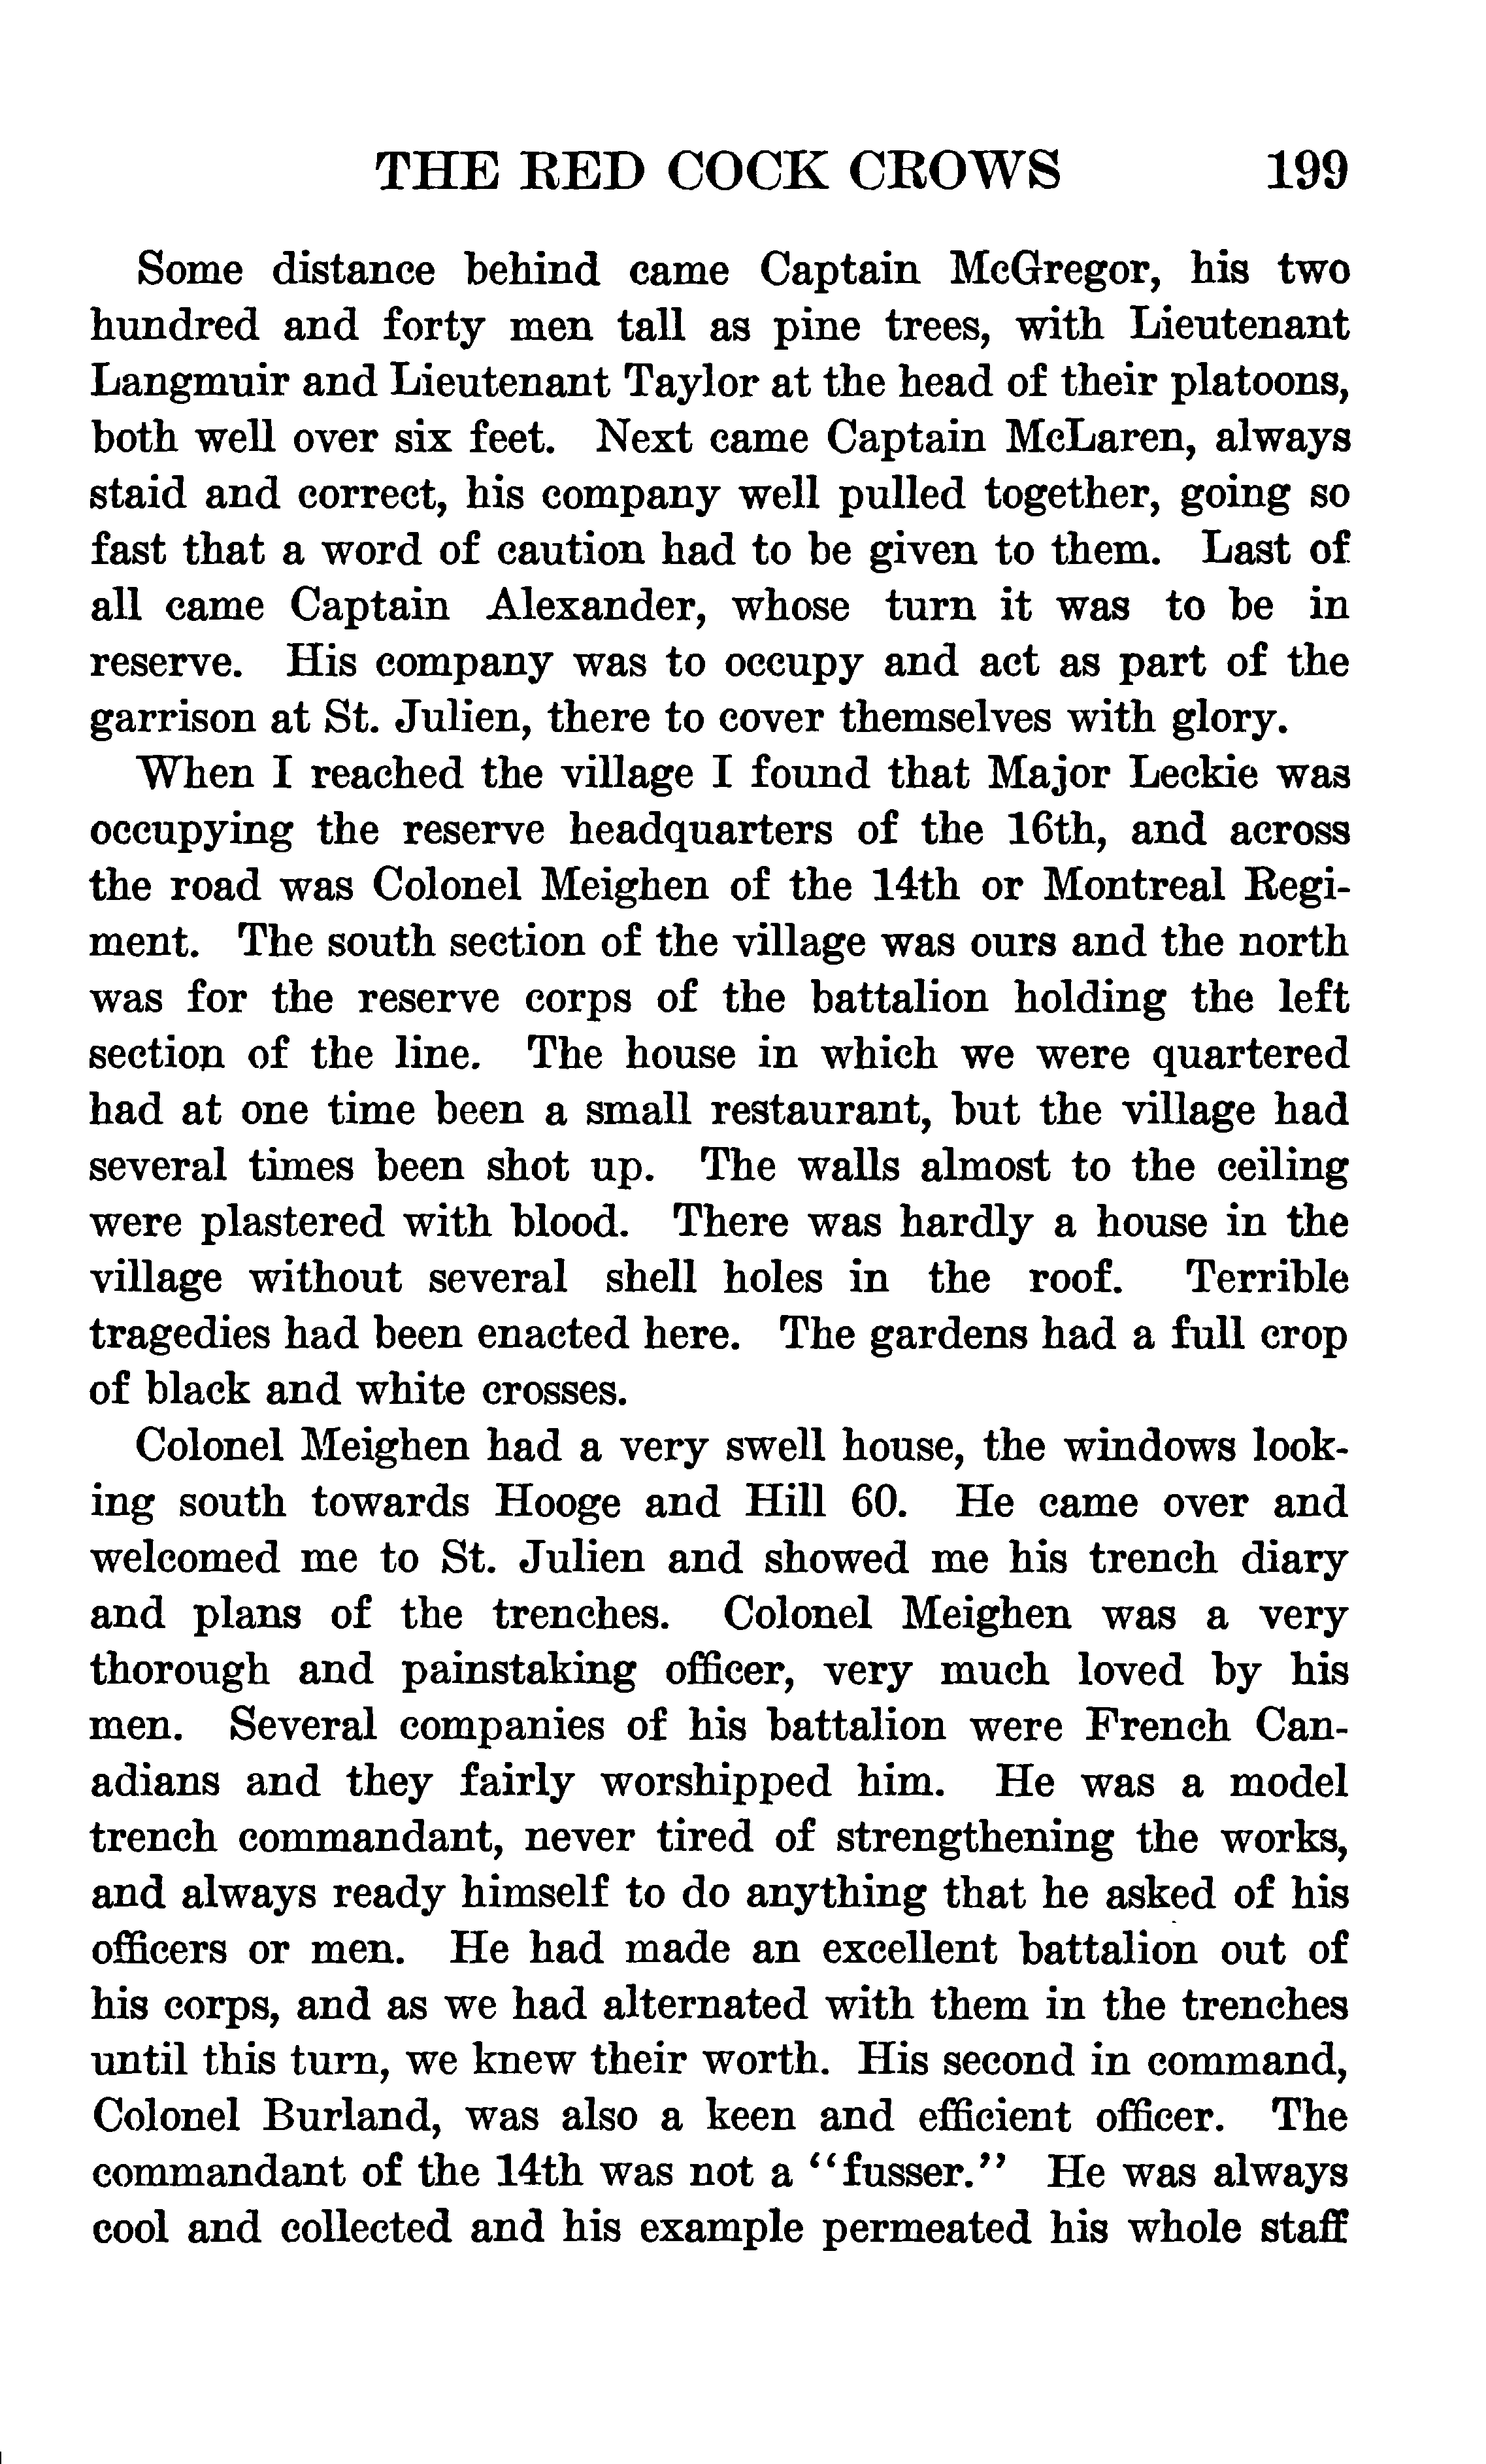 THE RED COCK CROWS 199
Some distance behind came Captain McGregor, his two
hundred and forty men tall as pine trees, with Lieutenant
Langmuir and Lieutenant Taylor at the head of their platoons,
both well over six feet. Next came Captain McLaren, always
staid and correct, his company well pulled together, going so
fast that a word of caution had to be given to them. Last of
all came Captain Alexander, whose turn it was to be in
reserve. His company was to occupy and act as part of the
garrison at St. Julien, there to cover themselves with glory.
When I reached the village I found that Major Leckie was
occupying the reserve headquarters of the 16th, and across
the road was Colonel Meighen of the 14th or Montreal Regi-
ment. The south section of the village was ours and the north
was for the reserve corps of the battalion holding the left
section of the line. The house in which we were quartered
had at one time been a small restaurant, but the village had
several times been shot up. The walls almost to the ceiling
were plastered with blood. There was hardly a house in the
village without several shell holes in the roof. Terrible
tragedies had been enacted here. The gardens had a full crop
of black and white crosses.
Colonel Meighen had a very swell house, the windows look-
ing south towards Hooge and Hill 60. He came over and
welcomed me to St. Julien and showed me his trench diary
and plans of the trenches. Colonel Meighen was a very
thorough and painstaking officer, very much loved by his
men. Several companies of his battalion were French Can-
adians and they fairly worshipped him. He was a model
trench commandant, never tired of strengthening the works,
and always ready himself to do anything that he asked of his
officers or men. He had made an excellent battalion out of
his corps, and as we had alternated with them in the trenches
until this turn, we knew their worth. His second in command,
Colonel Burland, was also a keen and efficient officer. The
commandant of the 14th was not a "fusser." He was always
cool and collected and his example permeated his whole staff